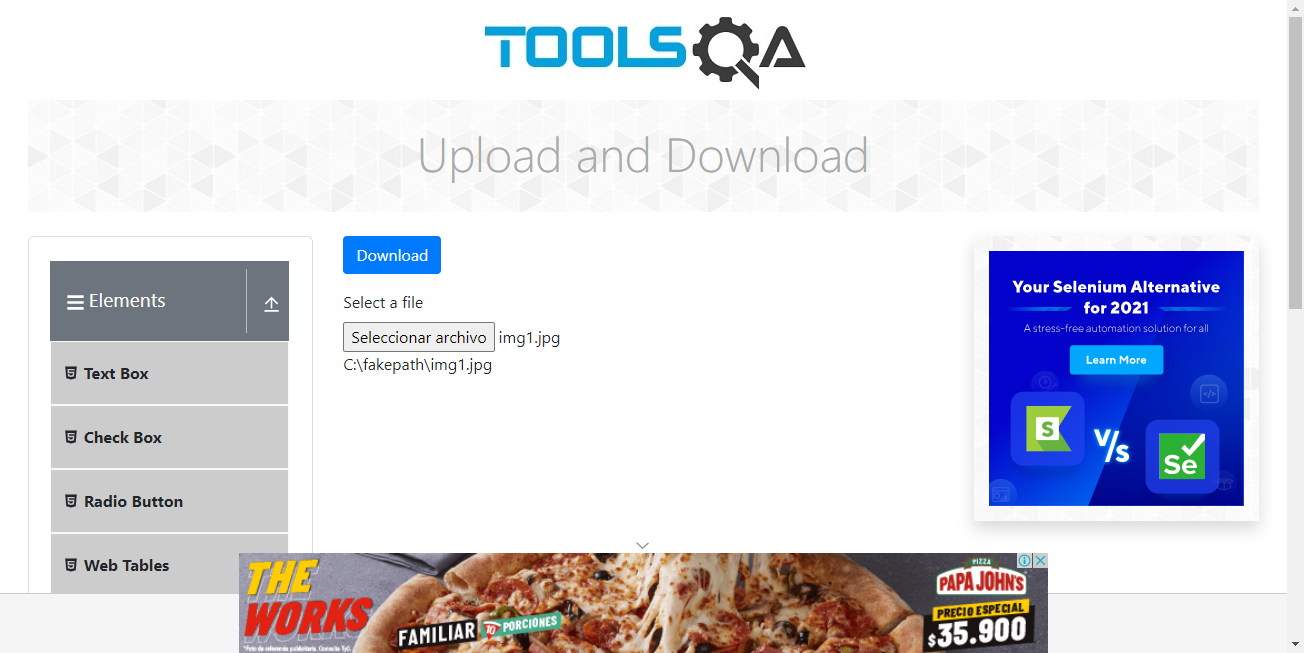 TOOLSQA
Upload and Download
Elements
Text Box
Check Box
Radio Button
Web Tables
Download
Select a file
Seleccionar archivo img1.jpg
C:\fakepath\img1.jpg
Your Selenium Alternative
for 2021
A stress-free automation solution for all
Learn More
S
V/s
Se
THE
WORKS
*Foto de referencia publicitaria. Consulta TyC.
FAMILIAR
10 PORCIONES
PIZZA
PAPA JOHN'S
PRECIO ESPECIAL
$35.900